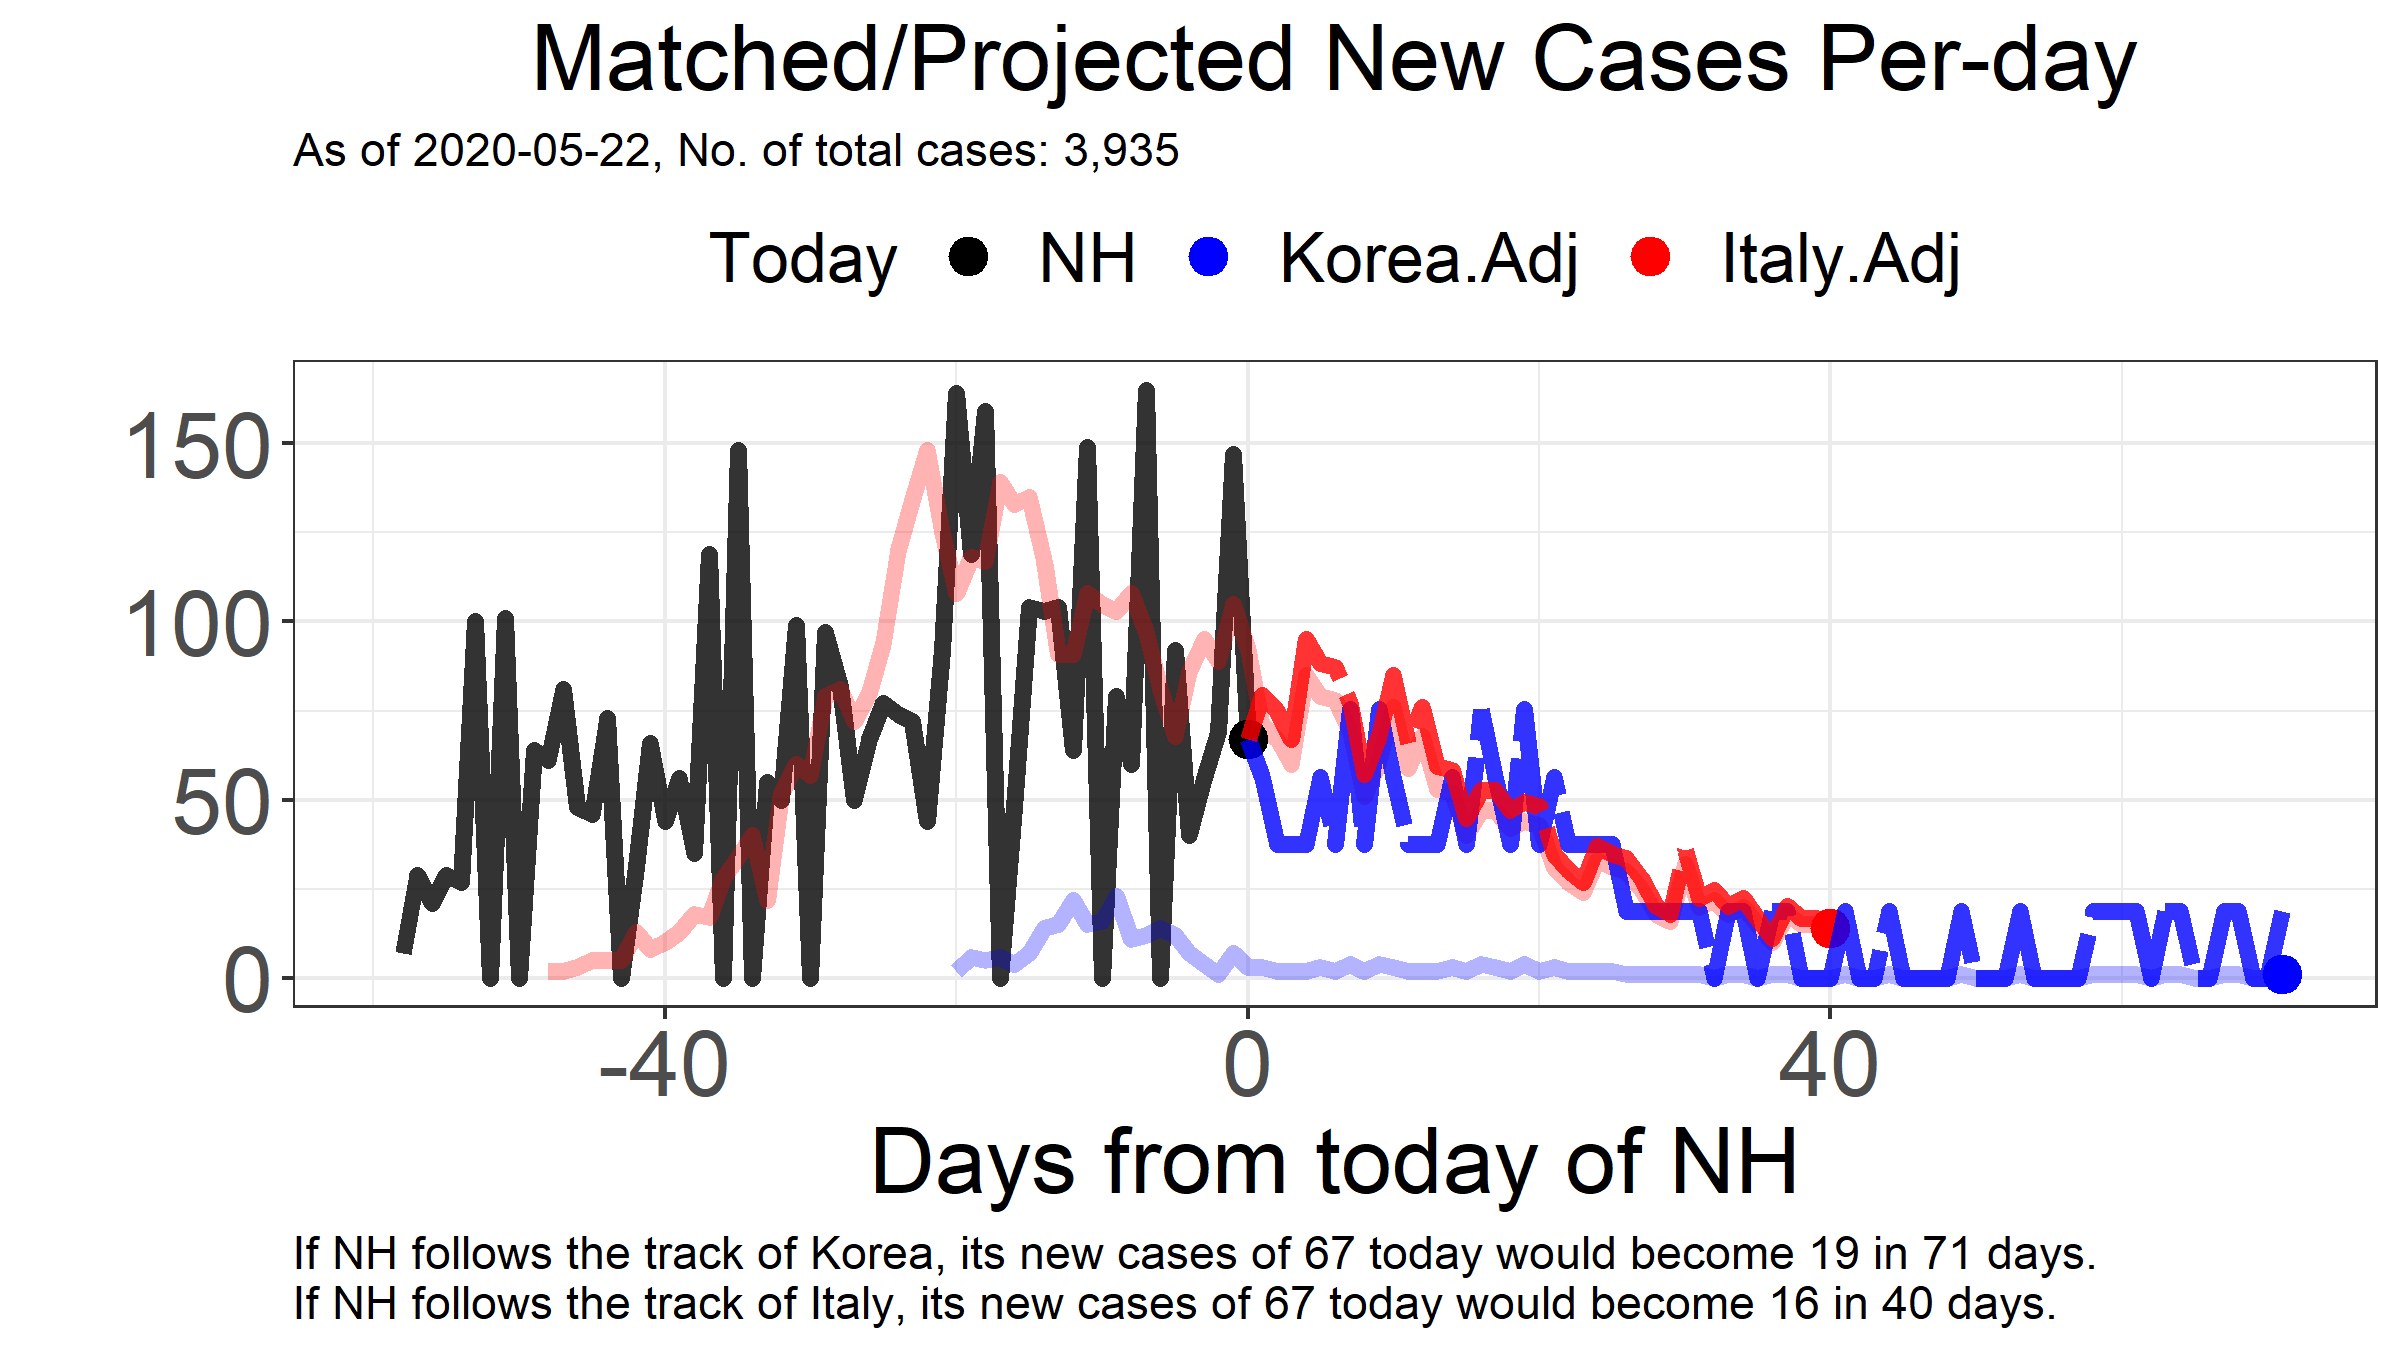 Matched/Projected New Cases Per-day
As of 2020-05-22, No. of total cases: 3,935
Today NH Korea.Adj Italy.Adj
150
100
50
0
-40 0 40
Days from today of NH
If NH follows the track of Korea, its new cases of 67 today would become 19 in 71 days.
If NH follows the track of Italy, its new cases of 67 today would become 16 in 40 days.